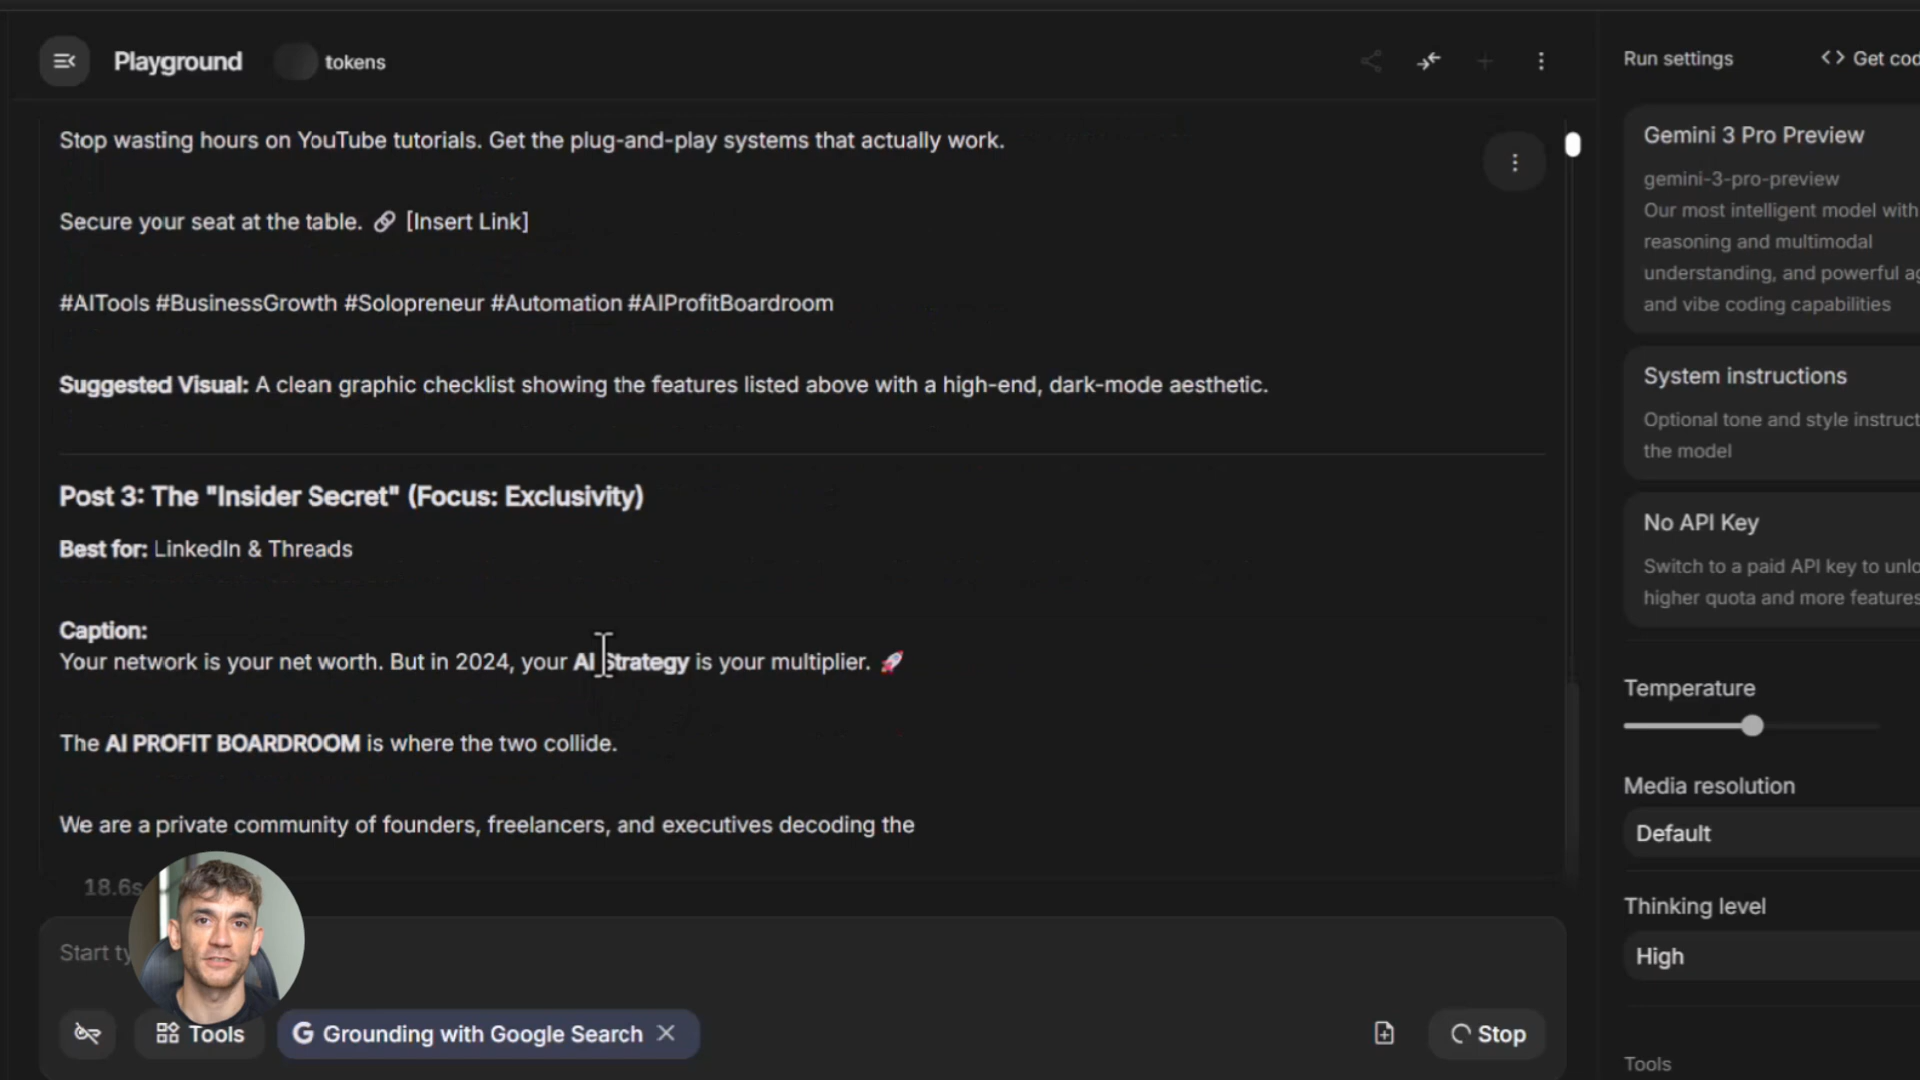 Playground
tokens
Run settings
Get cod
Stop wasting hours on YouTube tutorials. Get the plug-and-play systems that actually work.
Secure your seat at the table. 🔗 [Insert Link]
#AITools #BusinessGrowth #Solopreneur #Automation #AIProfitBoardroom
Suggested Visual: A clean graphic checklist showing the features listed above with a high-end, dark-mode aesthetic.
Post 3: The "Insider Secret" (Focus: Exclusivity)
Best for: LinkedIn & Threads
Caption:
Your network is your net worth. But in 2024, your AI Strategy is your multiplier. 🚀
The AI PROFIT BOARDROOM is where the two collide.
We are a private community of founders, freelancers, and executives decoding the
18.6s
Start ty
Tools
G Grounding with Google Search
Stop
Gemini 3 Pro Preview
gemini-3-pro-preview
Our most intelligent model with
reasoning and multimodal
understanding, and powerful ag
and vibe coding capabilities
System instructions
Optional tone and style instruct
the model
No API Key
Switch to a paid API key to unlo
higher quota and more features
Temperature
Media resolution
Default
Thinking level
High
Tools